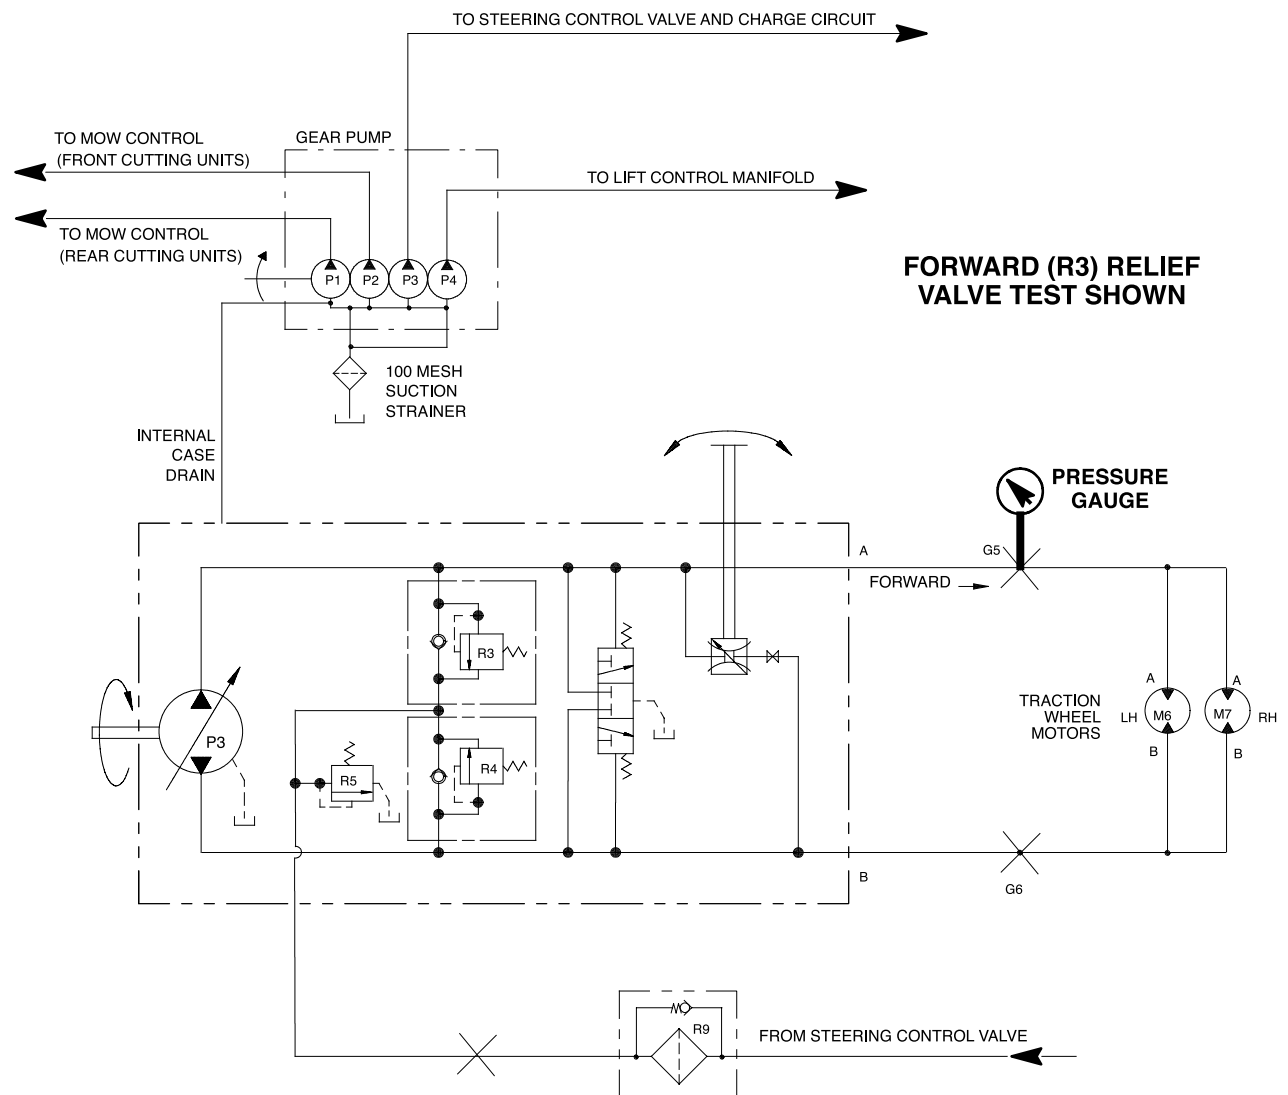 TO STEERING CONTROL VALVE AND CHARGE CIRCUIT
TO MOW CONTROL
(FRONT CUTTING UNITS)
GEAR PUMP
TO LIFT CONTROL MANIFOLD
TO MOW CONTROL
(REAR CUTTING UNITS)
P1
P2
P3
P4
FORWARD (R3) RELIEF
VALVE TEST SHOWN
100 MESH
SUCTION
STRAINER
INTERNAL
CASE
DRAIN
PRESSURE
GAUGE
A
G5
FORWARD
R3
P3
R5
R4
TRACTION
WHEEL
MOTORS
LH
A
M6
B
A
M7
B
RH
B
G6
R9
FROM STEERING CONTROL VALVE